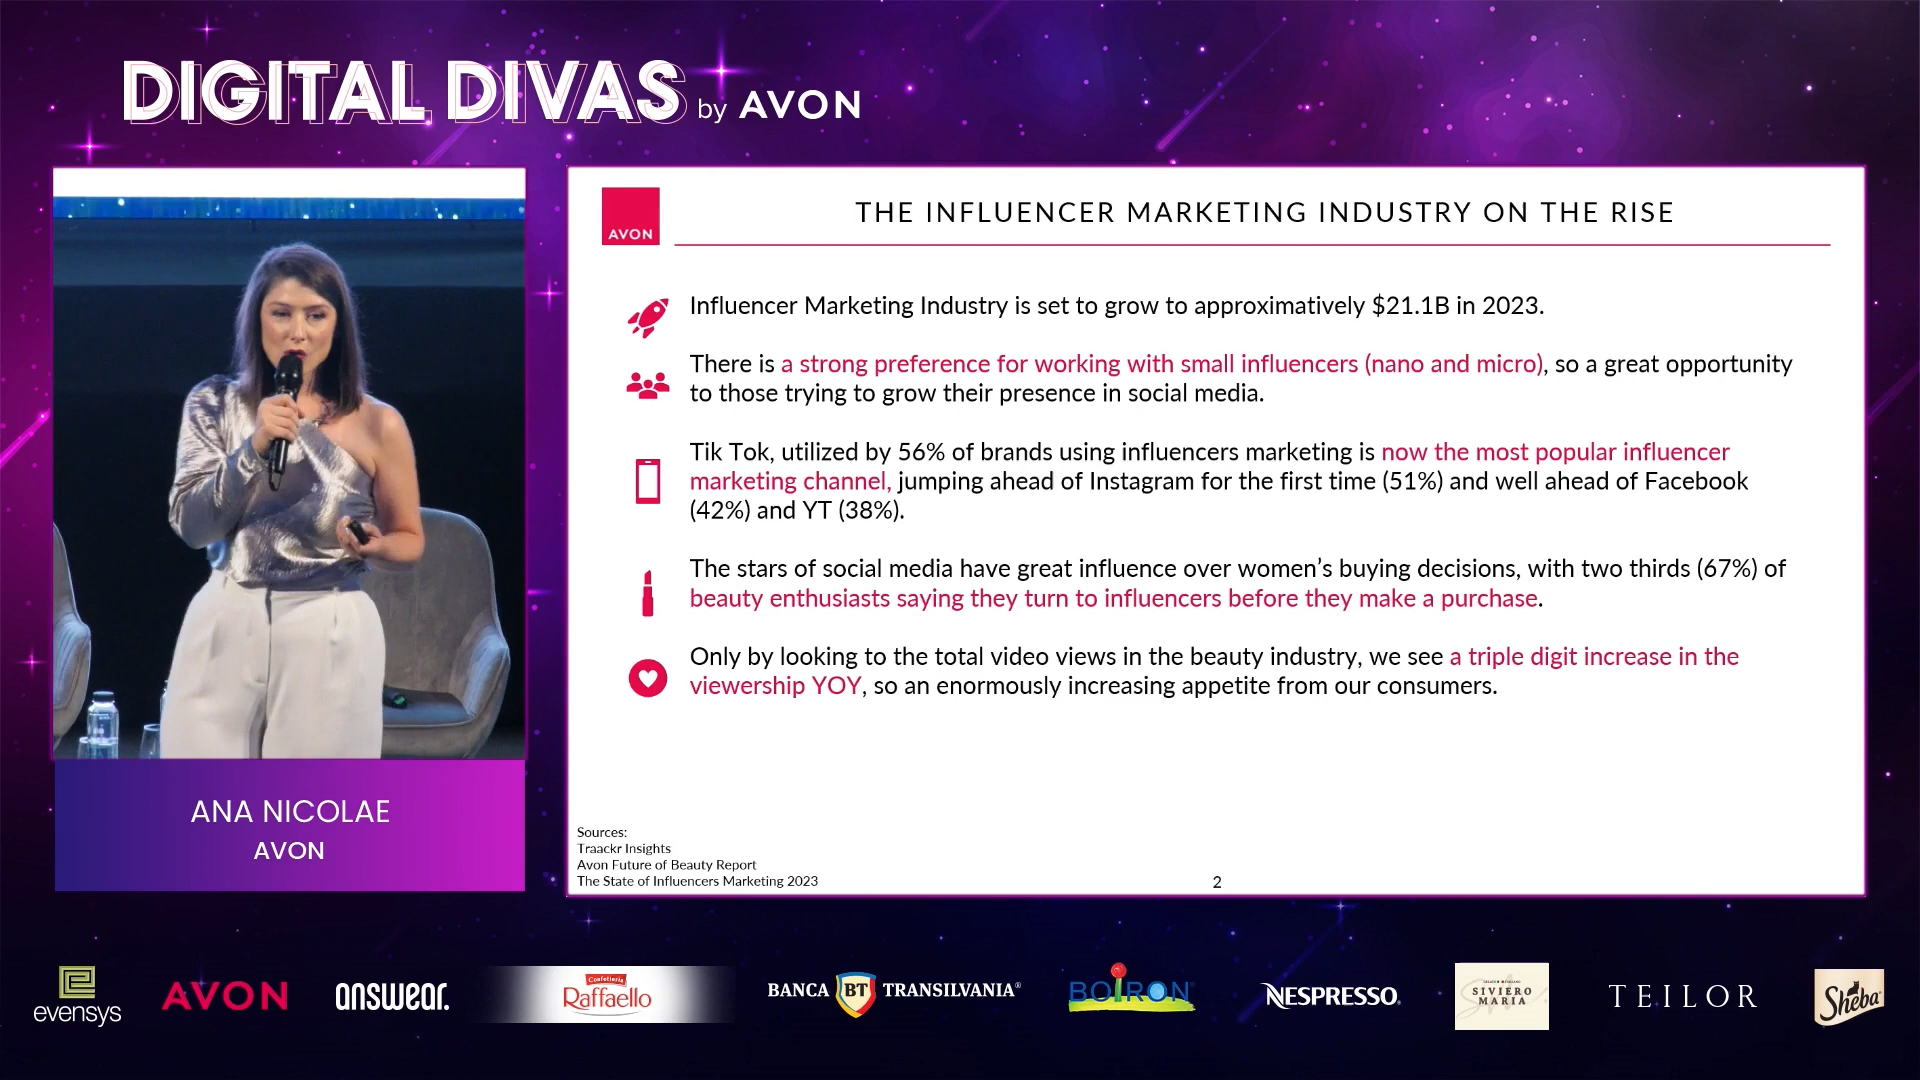 DIGITAL DIVAS by AVON
AVON
THE INFLUENCER MARKETING INDUSTRY ON THE RISE
Influencer Marketing Industry is set to grow to approximatively $21.1B in 2023.
There is a strong preference for working with small influencers (nano and micro), so a great opportunity
to those trying to grow their presence in social media.
Tik Tok, utilized by 56% of brands using influencers marketing is now the most popular influencer
marketing channel, jumping ahead of Instagram for the first time (51%) and well ahead of Facebook
(42%) and YT (38%).
The stars of social media have great influence over women’s buying decisions, with two thirds (67%) of
beauty enthusiasts saying they turn to influencers before they make a purchase.
Only by looking to the total video views in the beauty industry, we see a triple digit increase in the
viewership YOY, so an enormously increasing appetite from our consumers.
Sources:
Traackr Insights
Avon Future of Beauty Report
The State of Influencers Marketing 2023
2
ANA NICOLAE
AVON
evensys
AVON
answear.
Confetteria
Raffaello
BANCA BT TRANSILVANIA®
BOIRON
NESPRESSO
SIVIERO
MARIA
TEILOR
Sheba